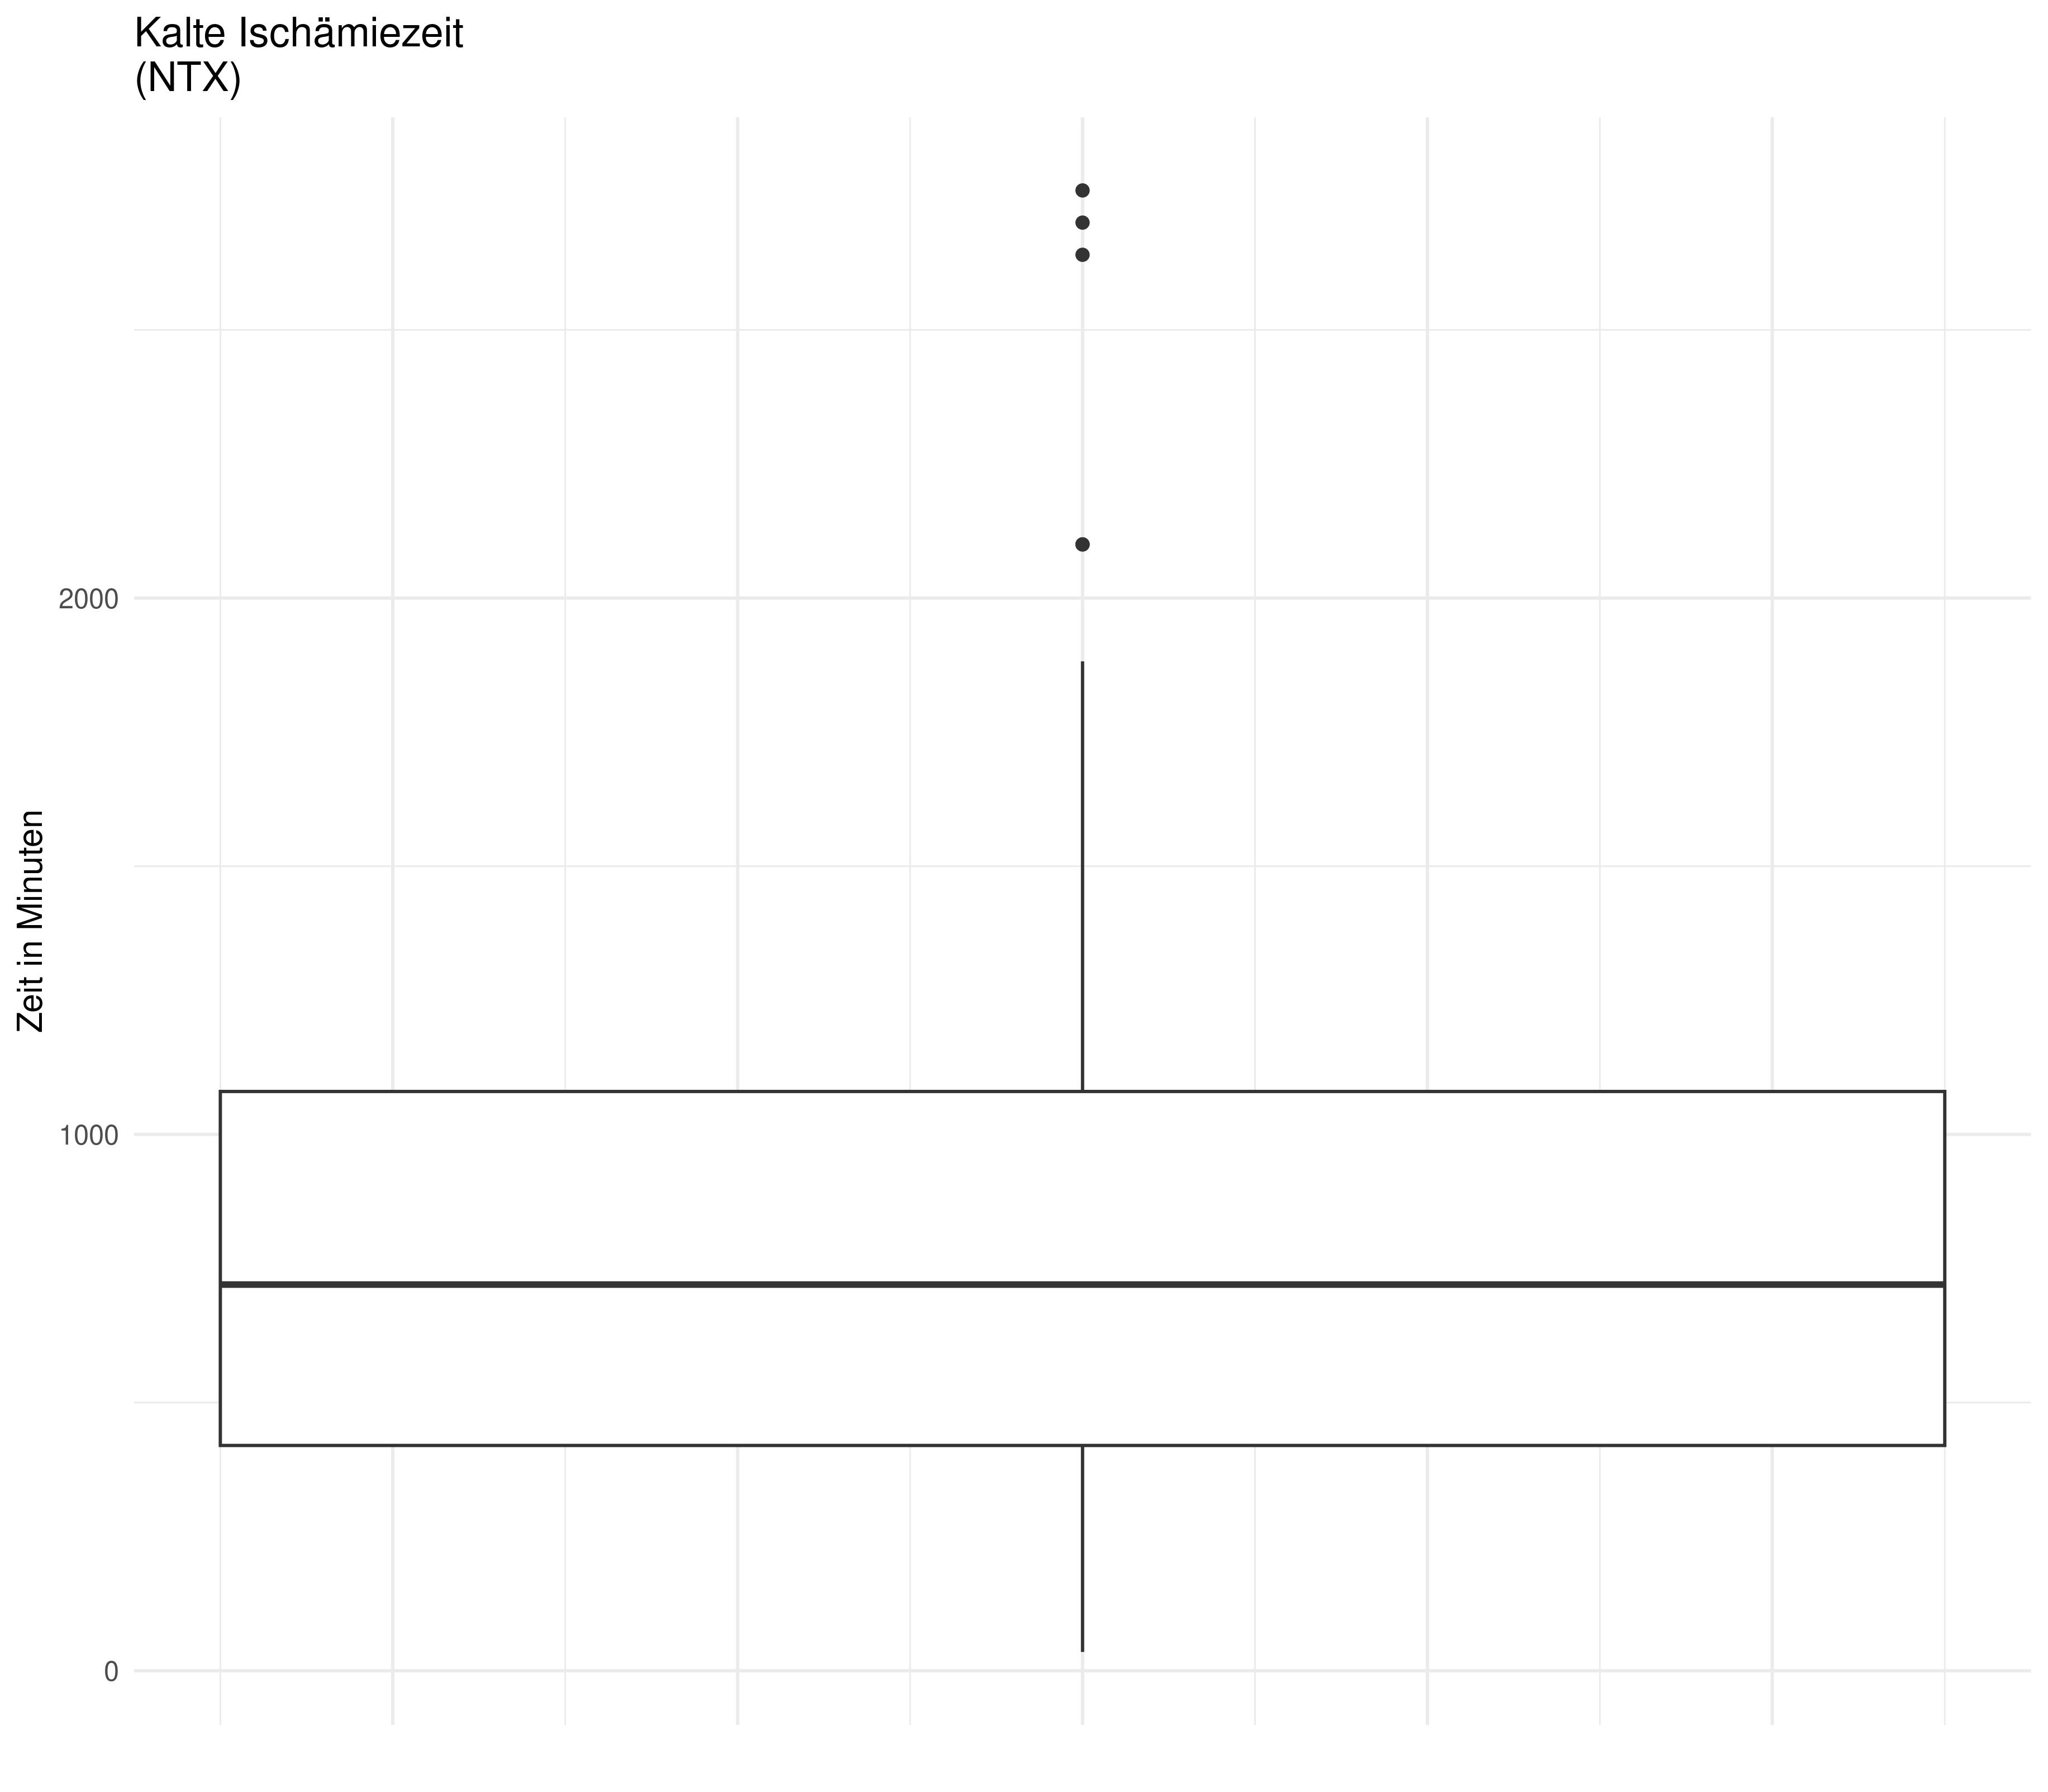 Kalte Ischämiezeit
(NTX)
Zeit in Minuten
2000
1000
0